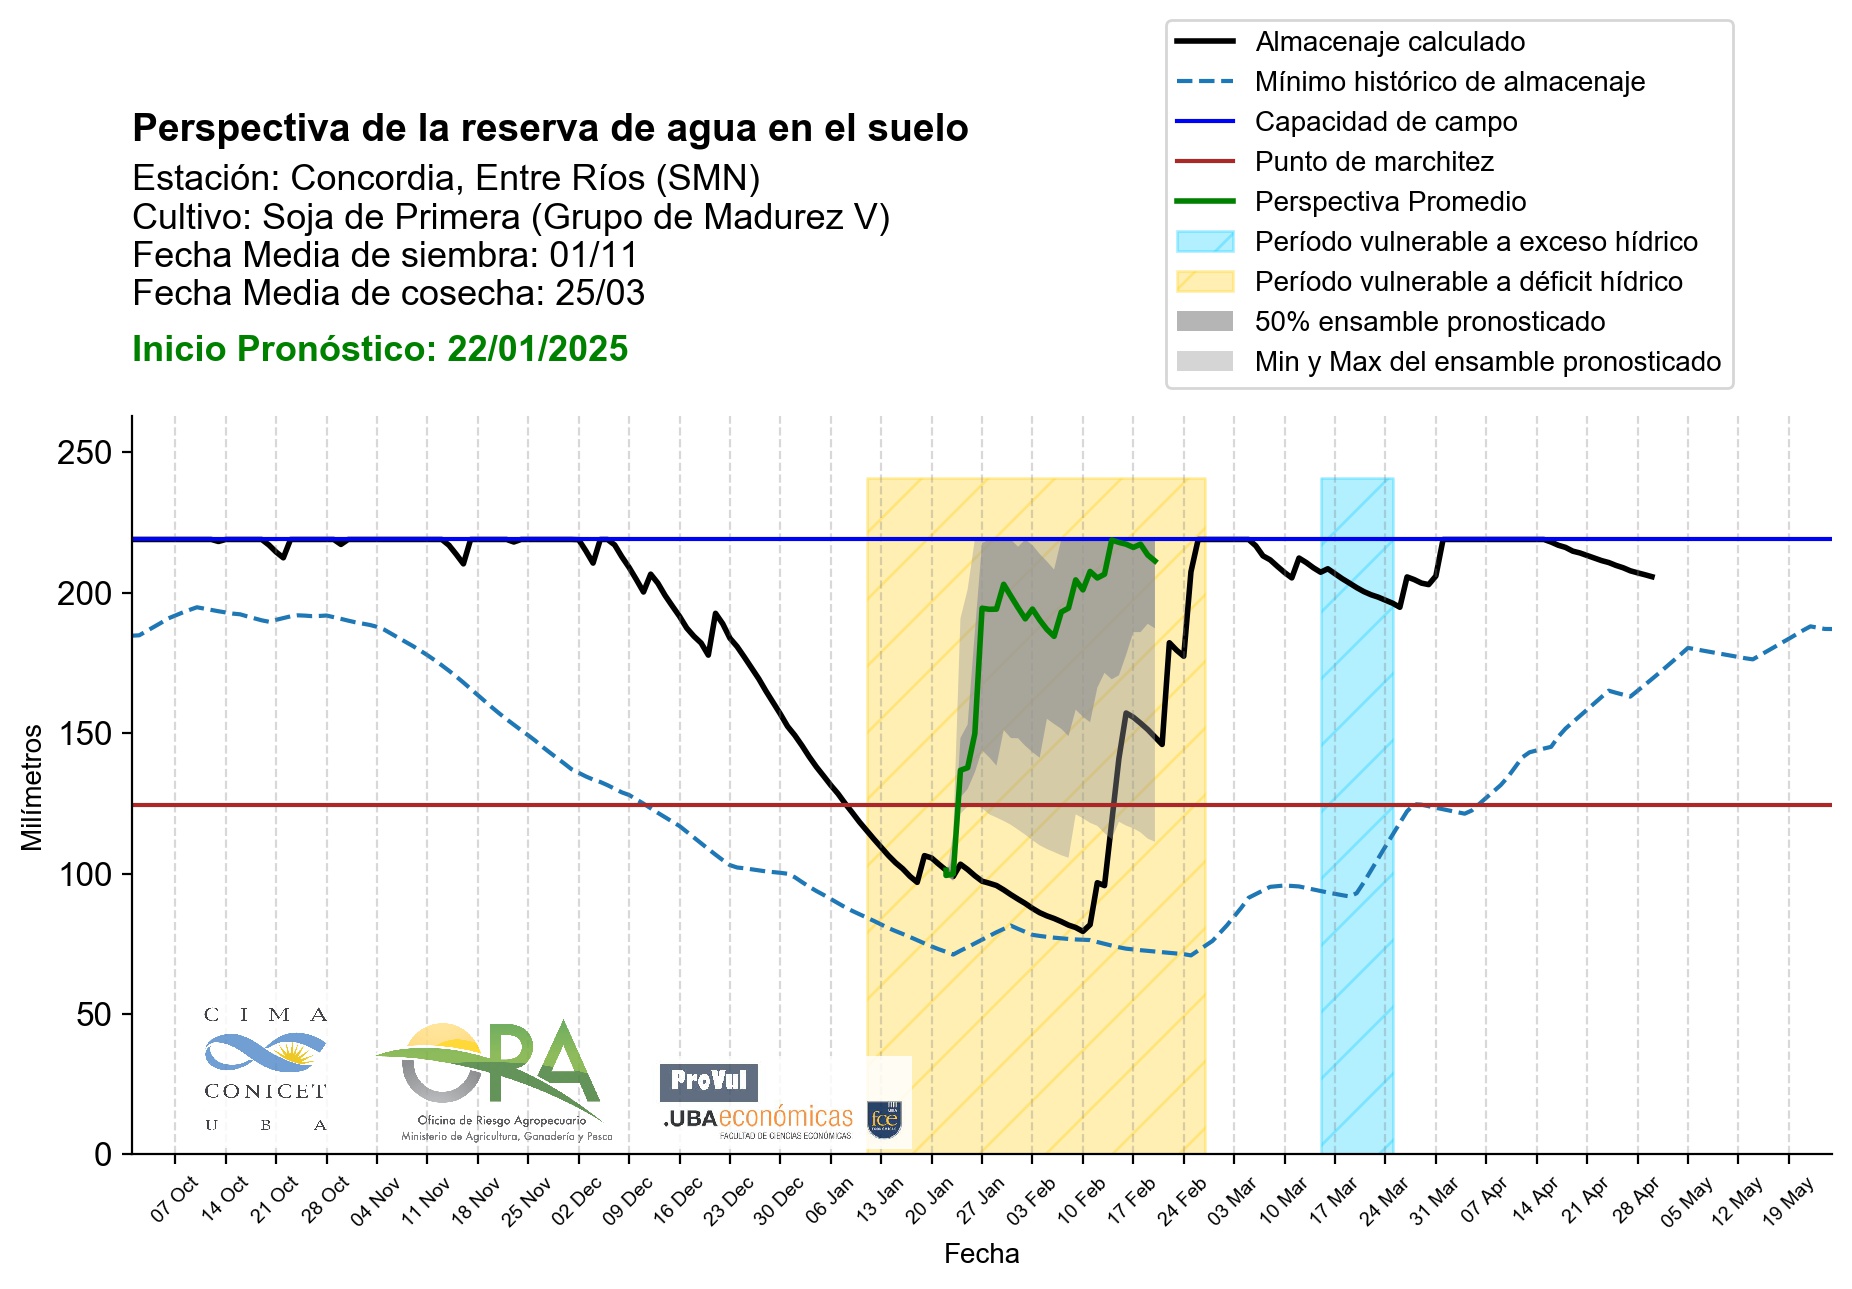 Almacenaje calculado
Mínimo histórico de almacenaje
Capacidad de campo
Punto de marchitez
Perspectiva Promedio
Período vulnerable a exceso hídrico
Período vulnerable a déficit hídrico
50% ensamble pronosticado
Min y Max del ensamble pronosticado
Perspectiva de la reserva de agua en el suelo
Estación: Concordia, Entre Ríos (SMN)
Cultivo: Soja de Primera (Grupo de Madurez V)
Fecha Media de siembra: 01/11
Fecha Media de cosecha: 25/03
Inicio Pronóstico: 22/01/2025
Milímetros
250
200
150
100
50
0
CIMA
CONICET
UBA
ORA
Oficina de Riesgo Agropecuario
Ministerio de Agricultura, Ganadería y Pesca
ProVul
.UBAeconómicas
FACULTAD DE CIENCIAS ECONÓMICAS
UBA
fce
07 Oct
14 Oct
21 Oct
28 Oct
04 Nov
11 Nov
18 Nov
25 Nov
02 Dec
09 Dec
16 Dec
23 Dec
30 Dec
06 Jan
13 Jan
20 Jan
27 Jan
03 Feb
10 Feb
17 Feb
24 Feb
03 Mar
10 Mar
17 Mar
24 Mar
31 Mar
07 Apr
14 Apr
21 Apr
28 Apr
05 May
12 May
19 May
Fecha